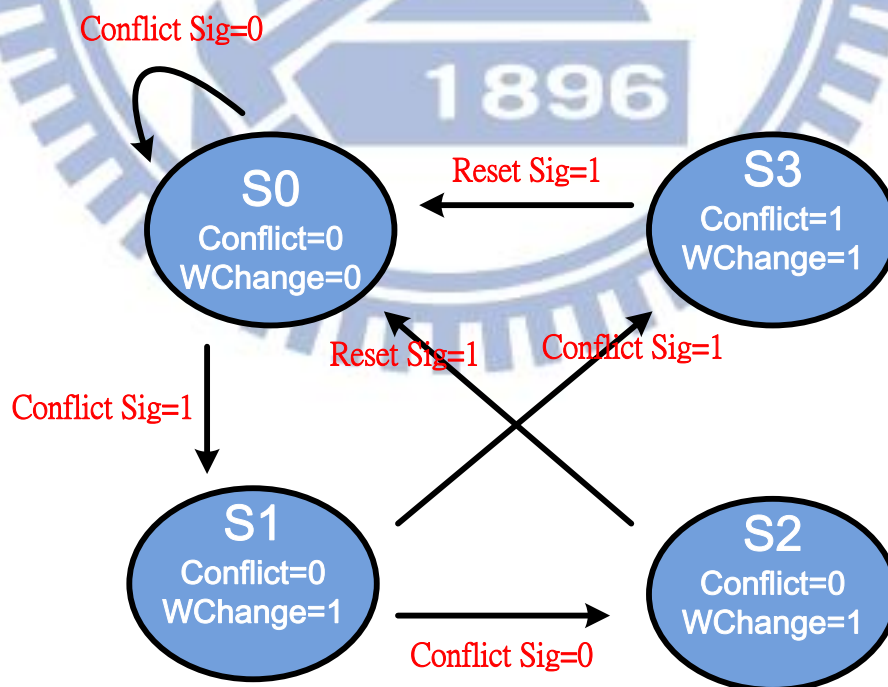 Conflict Sig=0
1896
S0
Conflict=0
WChange=0
Reset Sig=1
S3
Conflict=1
WChange=1
Reset Sig=1
Conflict Sig=1
Conflict Sig=1
S1
Conflict=0
WChange=1
S2
Conflict=0
WChange=1
Conflict Sig=0